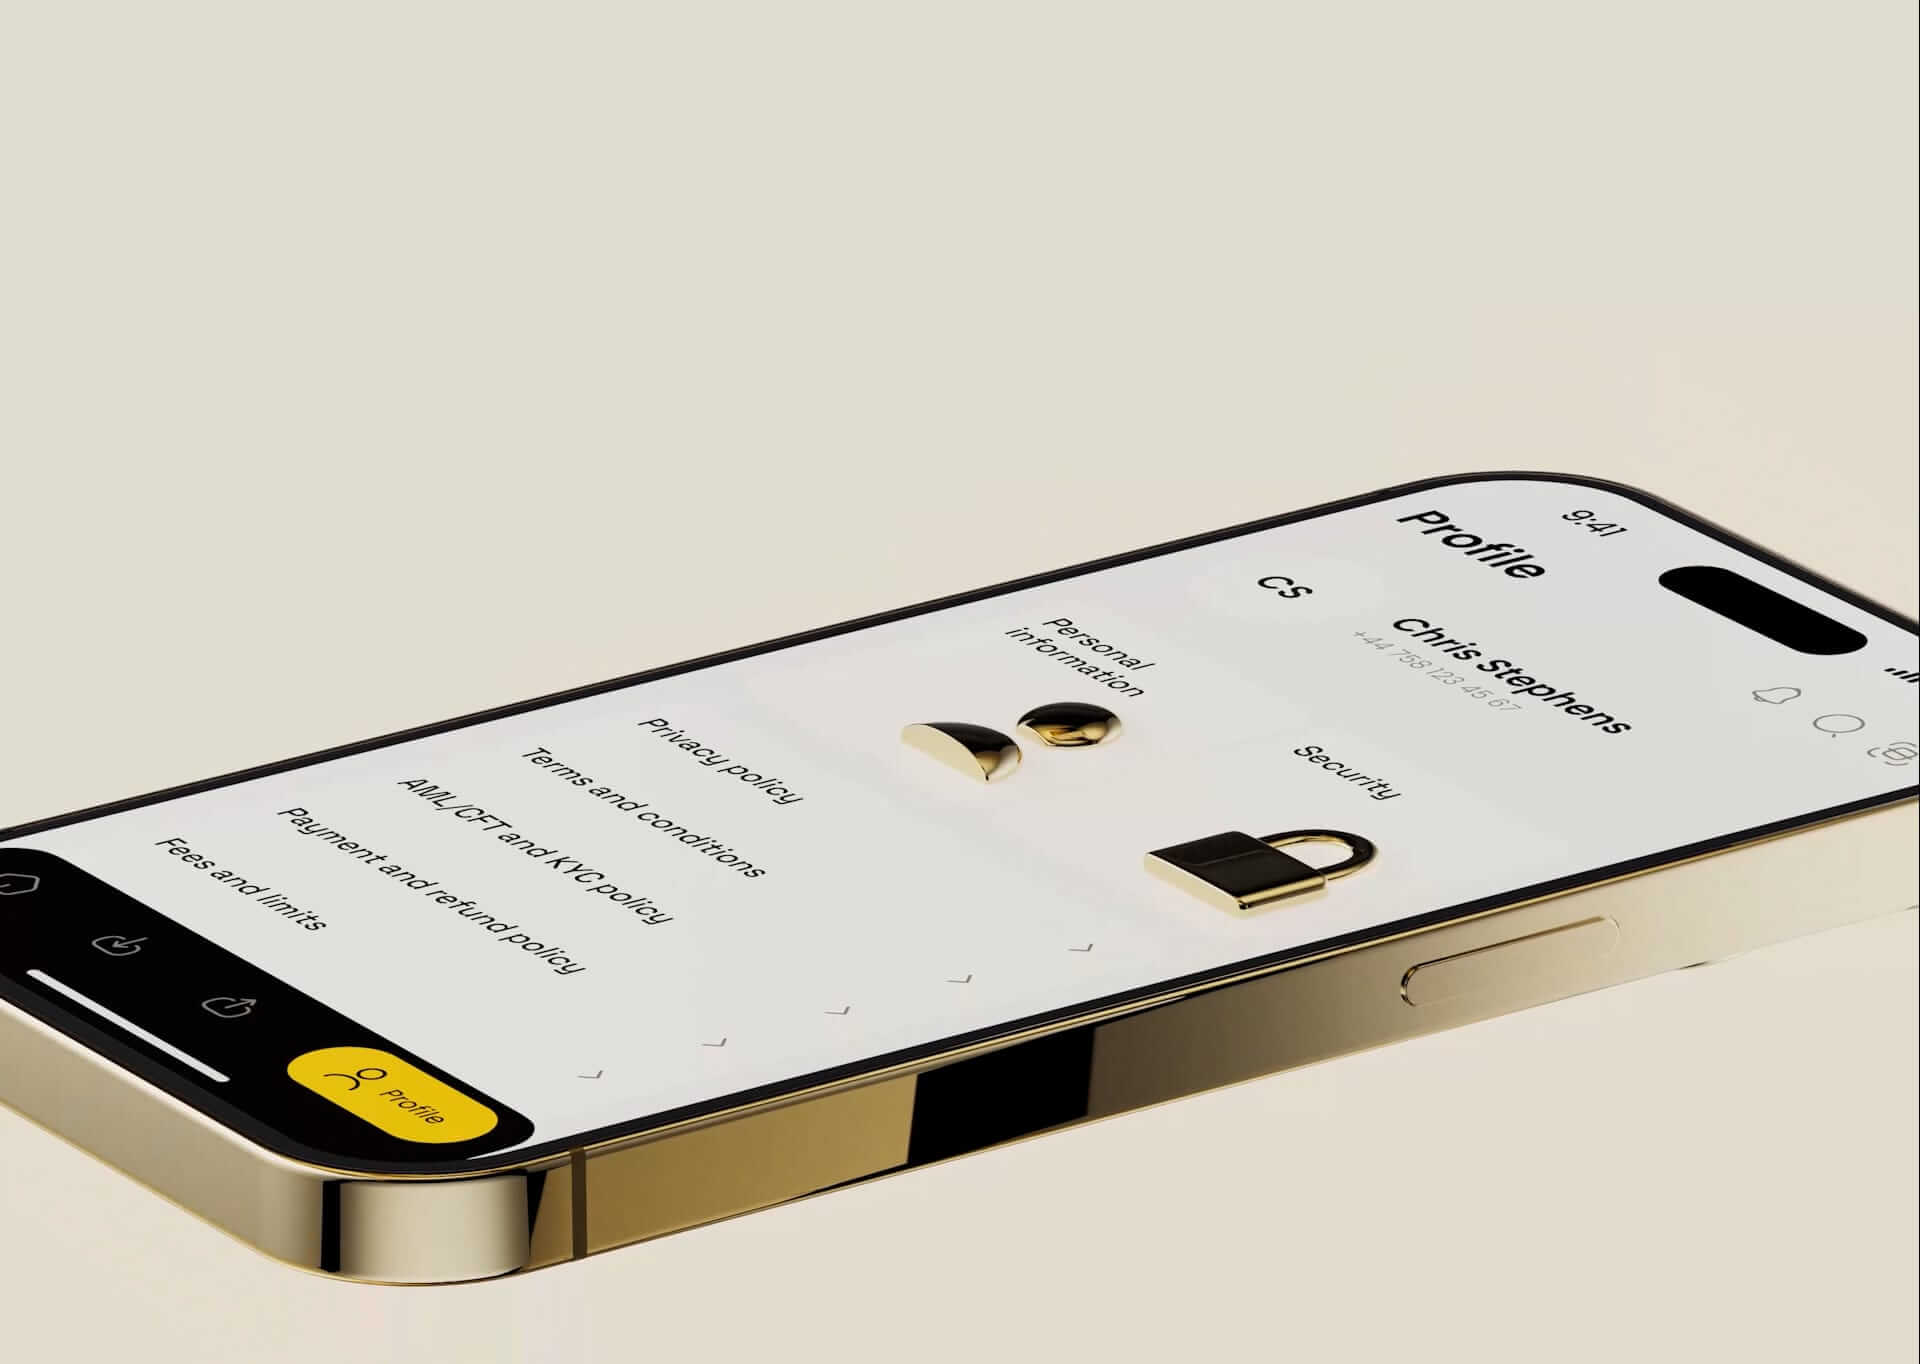 9:41
Profile
CS
Chris Stephens
+44 758 123 45 67
Personal
information
Security
Privacy policy
Terms and conditions
AML/CFT and KYC policy
Payment and refund policy
Fees and limits
Profile